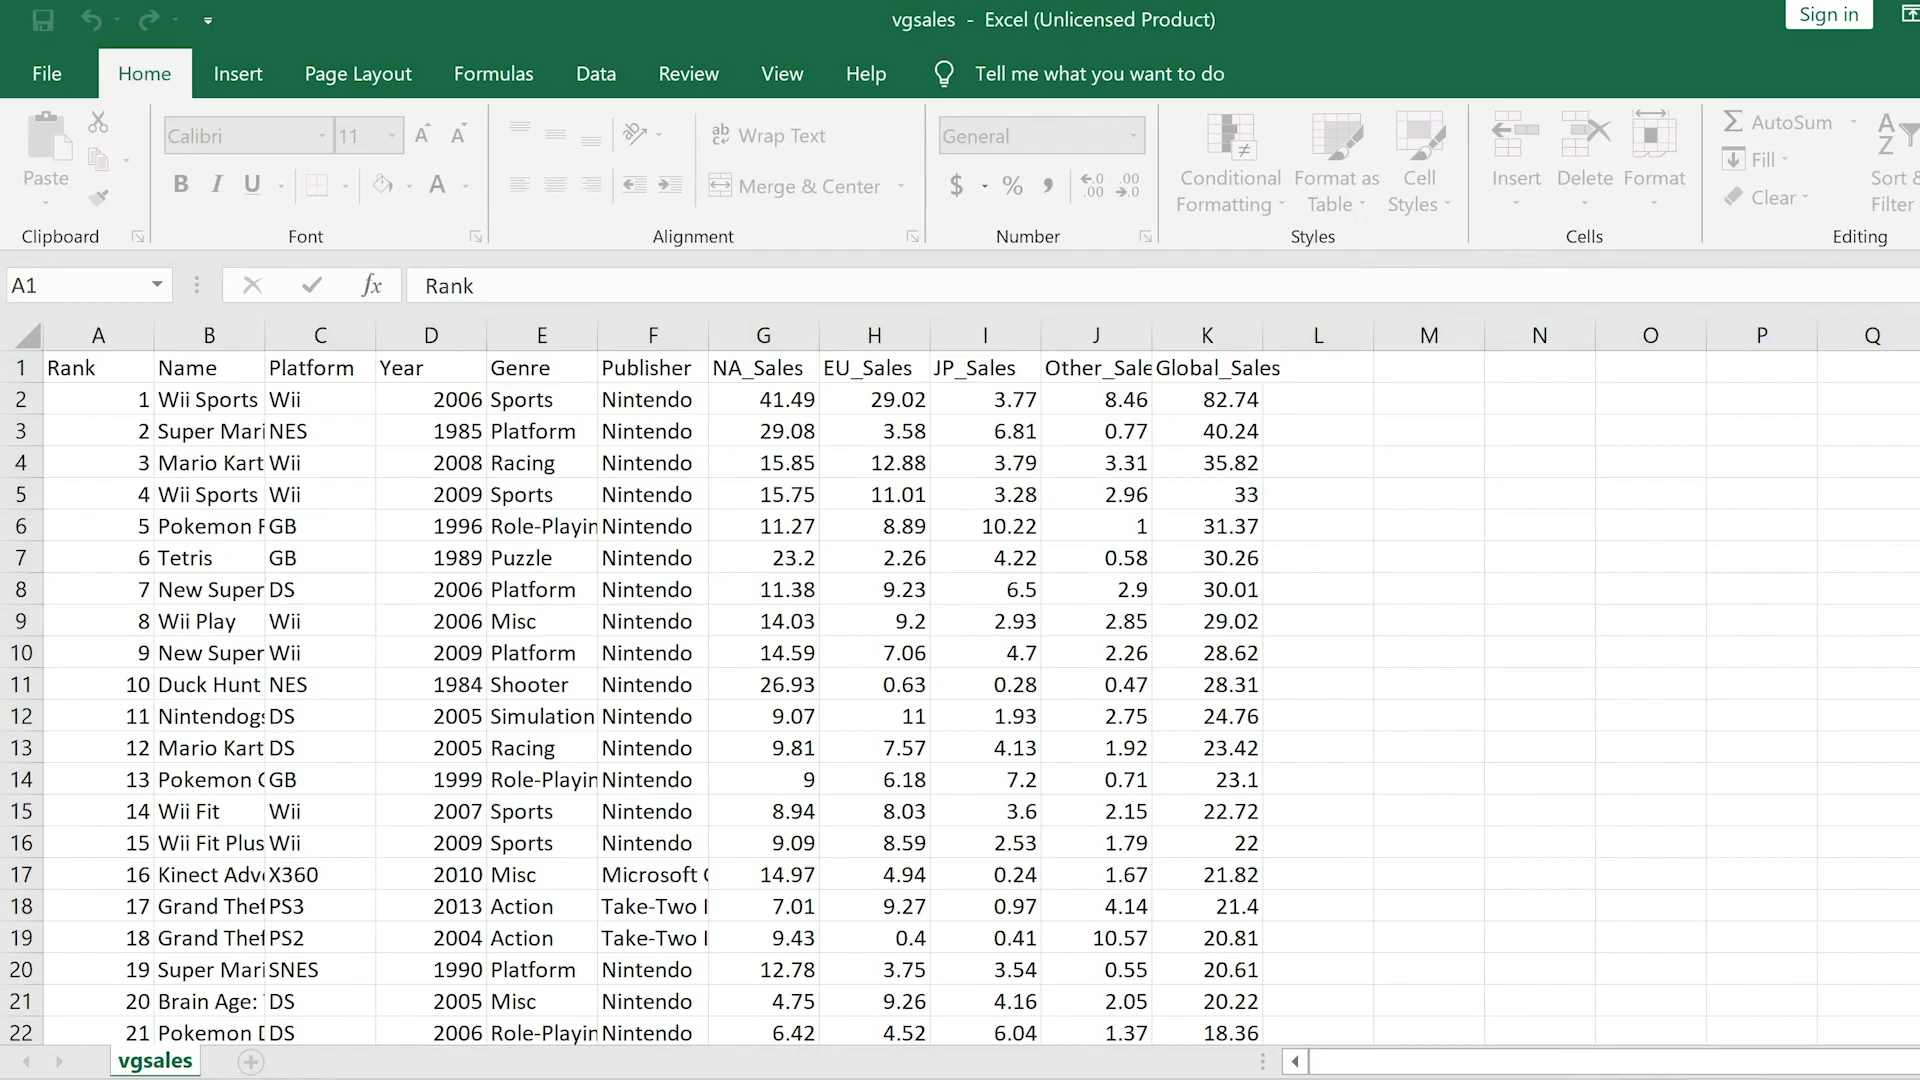 vgsales - Excel (Unlicensed Product)
Sign in
File Home Insert Page Layout Formulas Data Review View Help Tell me what you want to do
Paste
Calibri 11
B I U A
ab Wrap Text
Merge & Center
General
$ % 9
Conditional Formatting
Format as Table
Cell Styles
Insert Delete Format
AutoSum
Fill
Clear
Sort &
Filter
Clipboard Font Alignment Number Styles Cells Editing
A1 fx Rank
A B C D E F G H I J K L M N O P Q
1 Rank Name Platform Year Genre Publisher NA_Sales EU_Sales JP_Sales Other_Sale Global_Sales
2 1 Wii Sports Wii 2006 Sports Nintendo 41.49 29.02 3.77 8.46 82.74
3 2 Super Mari NES 1985 Platform Nintendo 29.08 3.58 6.81 0.77 40.24
4 3 Mario Kart Wii 2008 Racing Nintendo 15.85 12.88 3.79 3.31 35.82
5 4 Wii Sports Wii 2009 Sports Nintendo 15.75 11.01 3.28 2.96 33
6 5 Pokemon GB 1996 Role-Playin Nintendo 11.27 8.89 10.22 1 31.37
7 6 Tetris GB 1989 Puzzle Nintendo 23.2 2.26 4.22 0.58 30.26
8 7 New Super DS 2006 Platform Nintendo 11.38 9.23 6.5 2.9 30.01
9 8 Wii Play Wii 2006 Misc Nintendo 14.03 9.2 2.93 2.85 29.02
10 9 New Super Wii 2009 Platform Nintendo 14.59 7.06 4.7 2.26 28.62
11 10 Duck Hunt NES 1984 Shooter Nintendo 26.93 0.63 0.28 0.47 28.31
12 11 Nintendogs DS 2005 Simulation Nintendo 9.07 11 1.93 2.75 24.76
13 12 Mario Kart DS 2005 Racing Nintendo 9.81 7.57 4.13 1.92 23.42
14 13 Pokemon GB 1999 Role-Playin Nintendo 9 6.18 7.2 0.71 23.1
15 14 Wii Fit Wii 2007 Sports Nintendo 8.94 8.03 3.6 2.15 22.72
16 15 Wii Fit Plus Wii 2009 Sports Nintendo 9.09 8.59 2.53 1.79 22
17 16 Kinect Adv X360 2010 Misc Microsoft 14.97 4.94 0.24 1.67 21.82
18 17 Grand Thef PS3 2013 Action Take-Two I 7.01 9.27 0.97 4.14 21.4
19 18 Grand Thef PS2 2004 Action Take-Two I 9.43 0.4 0.41 10.57 20.81
20 19 Super Mari SNES 1990 Platform Nintendo 12.78 3.75 3.54 0.55 20.61
21 20 Brain Age: DS 2005 Misc Nintendo 4.75 9.26 4.16 2.05 20.22
22 21 Pokemon DS 2006 Role-Playin Nintendo 6.42 4.52 6.04 1.37 18.36
vgsales